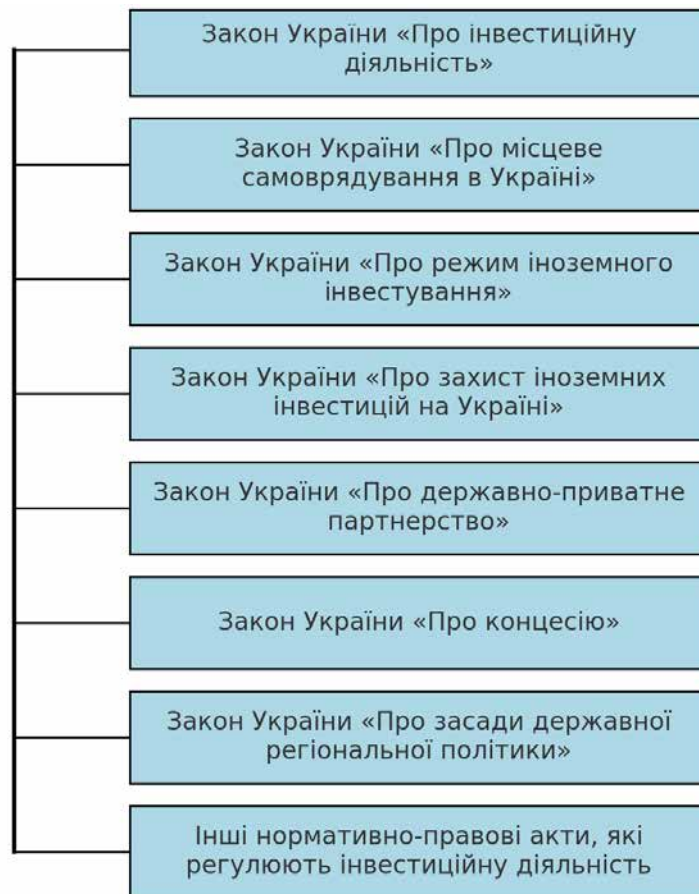 Закон України «Про інвестиційну
діяльність»
Закон України «Про місцеве
самоврядування в Україні»
Закон України «Про режим іноземного
інвестування»
Закон України «Про захист іноземних
інвестицій на Україні»
Закон України «Про державно-приватне
партнерство»
Закон України «Про концесію»
Закон України «Про засади державної
регіональної політики»
Інші нормативно-правові акти, які
регулюють інвестиційну діяльність